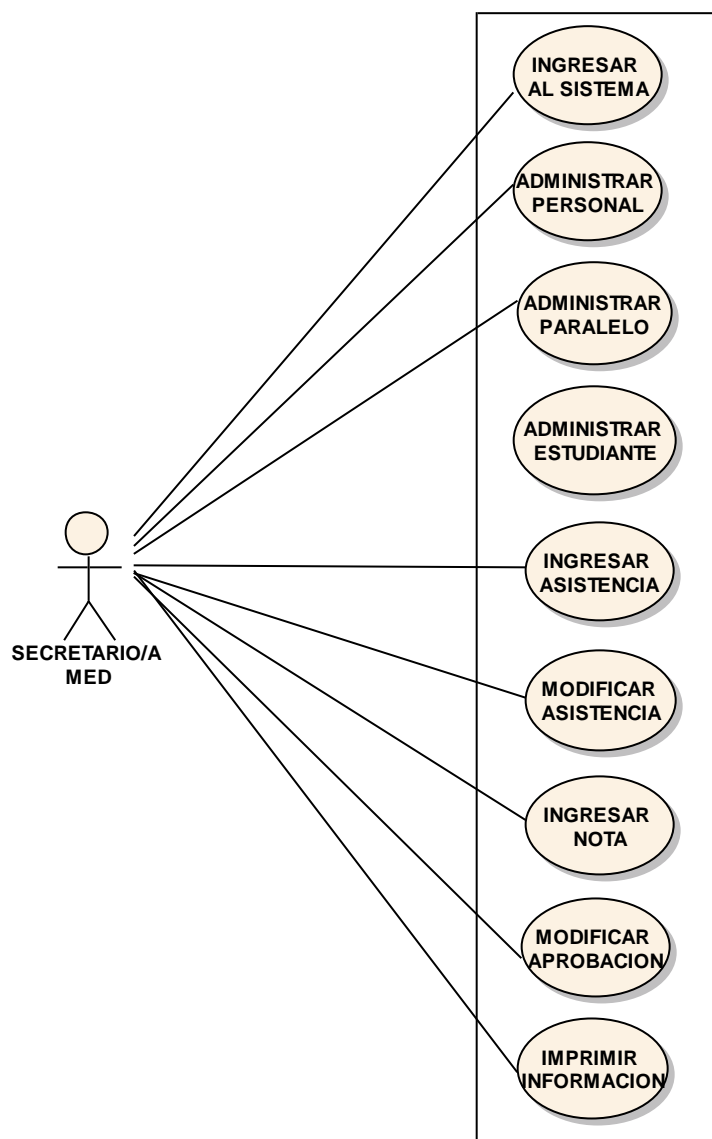 INGRESAR
AL SISTEMA
ADMINISTRAR
PERSONAL
ADMINISTRAR
PARALELO
ADMINISTRAR
ESTUDIANTE
INGRESAR
ASISTENCIA
SECRETARIO/A
MED
MODIFICAR
ASISTENCIA
INGRESAR
NOTA
MODIFICAR
APROBACION
IMPRIMIR
INFORMACION